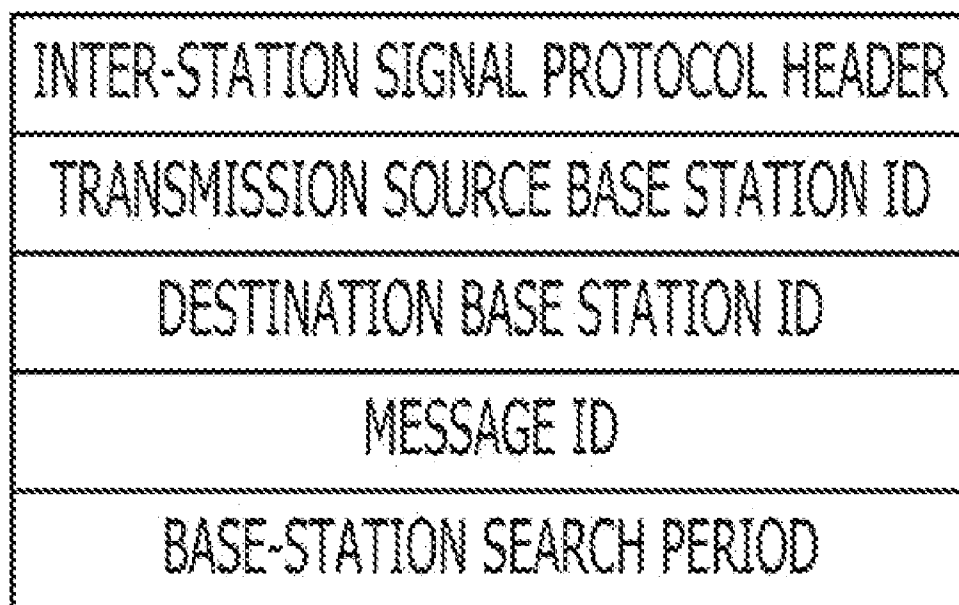 INTER-STATION SIGNAL PROTOCOL HEADER
TRANSMISSION SOURCE BASE STATION ID
DESTINATION BASE STATION ID
MESSAGE ID
BASE-STATION SEARCH PERIOD